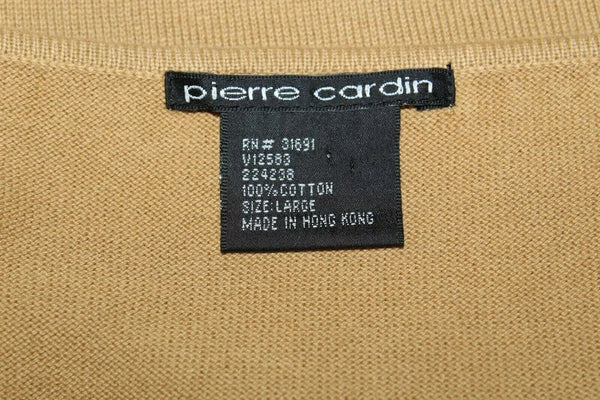 pierre cardin
RN# 31691
V12583
224238
100% COTTON
SIZE: LARGE
MADE IN HONG KONG